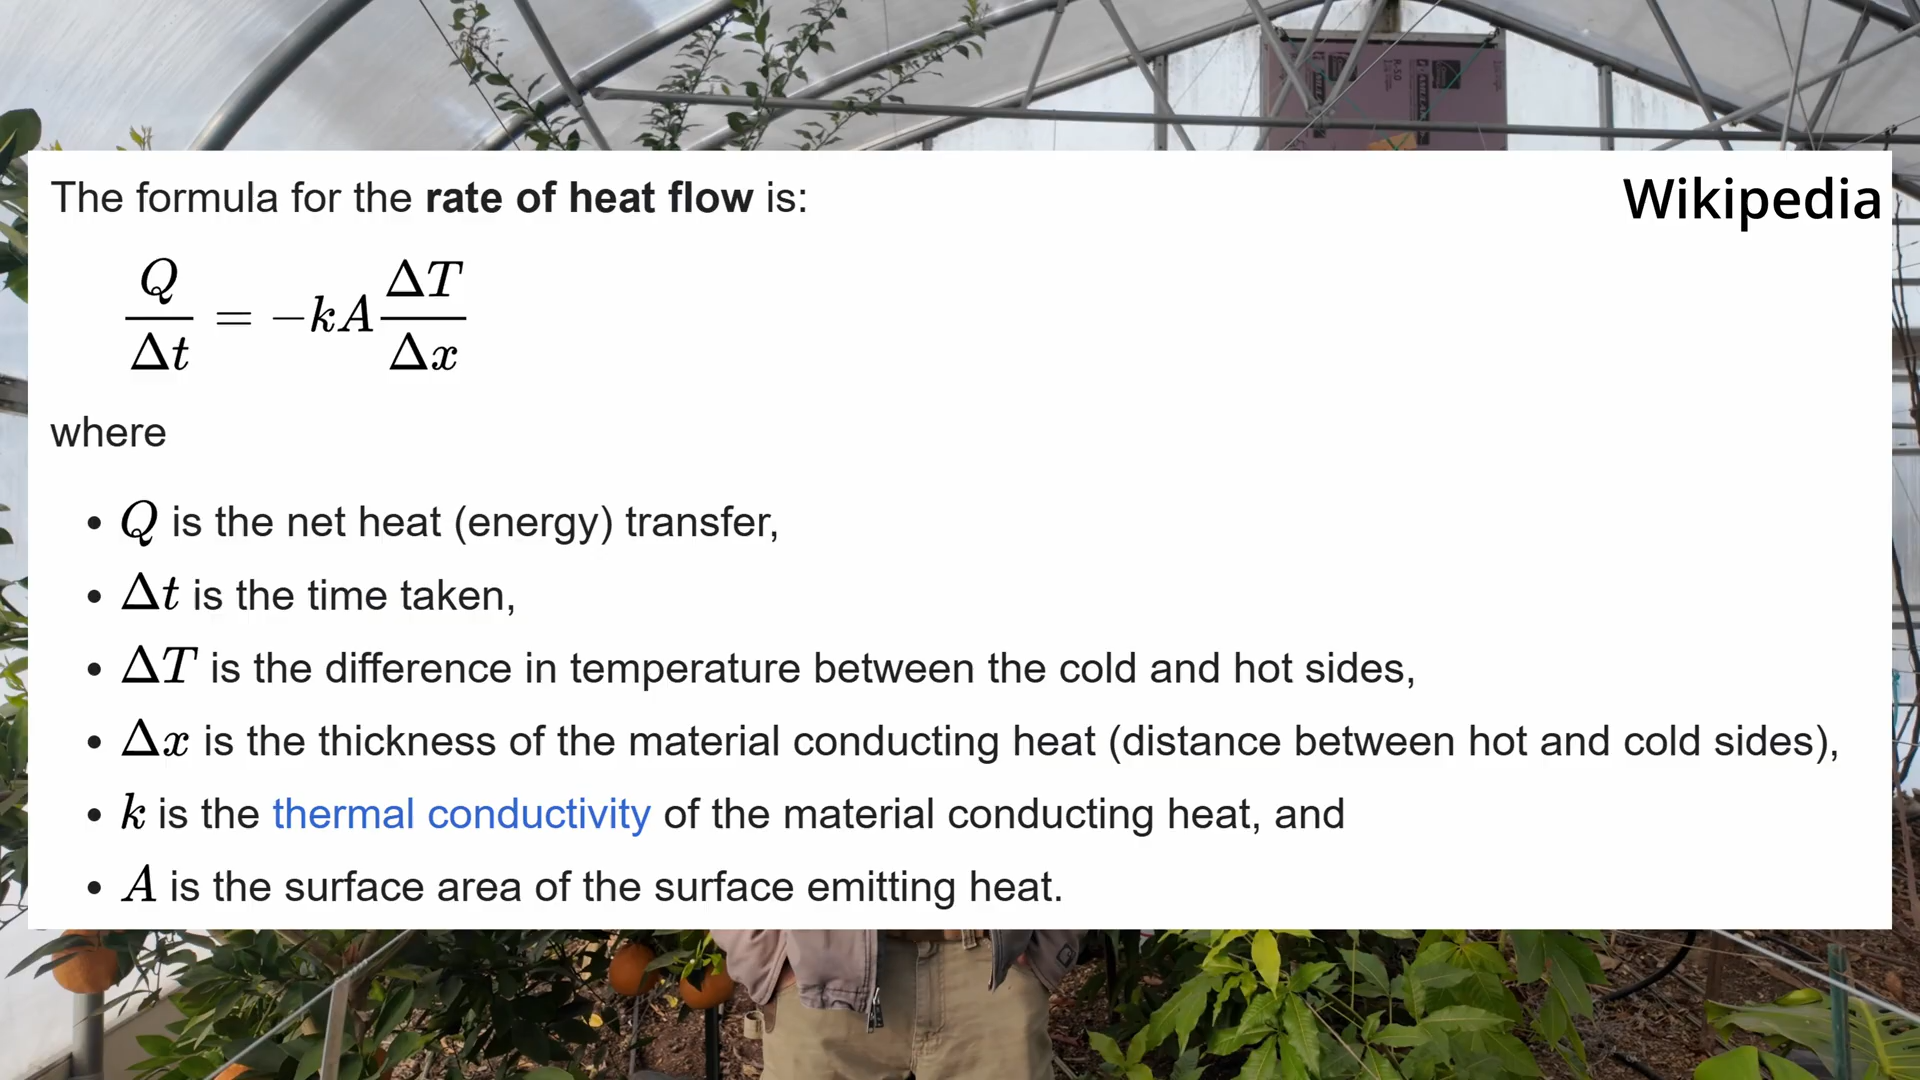 The formula for the rate of heat flow is:
Wikipedia
Q/Δt = −kA ΔT/Δx
where
• Q is the net heat (energy) transfer,
• Δt is the time taken,
• ΔT is the difference in temperature between the cold and hot sides,
• Δx is the thickness of the material conducting heat (distance between hot and cold sides),
• k is the thermal conductivity of the material conducting heat, and
• A is the surface area of the surface emitting heat.